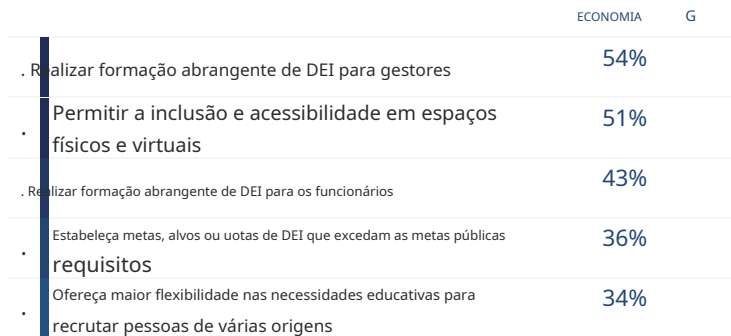 ECONOMIA G
. Realizar formação abrangente de DEI para gestores 54%
. Permitir a inclusão e acessibilidade em espaços 51%
físicos e virtuais
. Realizar formação abrangente de DEI para os funcionários 43%
. Estabeleça metas, alvos ou uotas de DEI que excedam as metas públicas 36%
requisitos
. Ofereça maior flexibilidade nas necessidades educativas para 34%
recrutar pessoas de várias origens